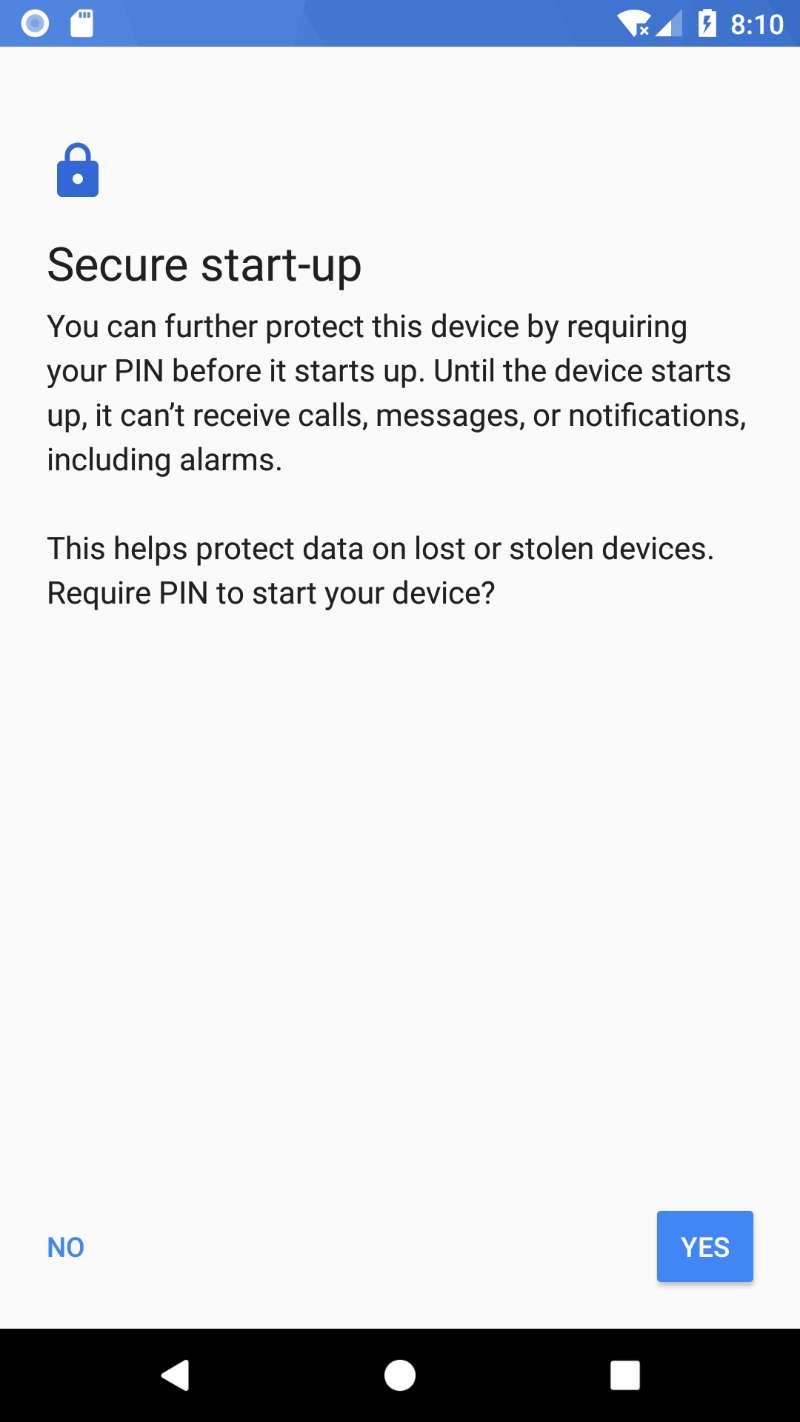 8:10
Secure start-up
You can further protect this device by requiring
your PIN before it starts up. Until the device starts
up, it can’t receive calls, messages, or notifications,
including alarms.
This helps protect data on lost or stolen devices.
Require PIN to start your device?
NO
YES